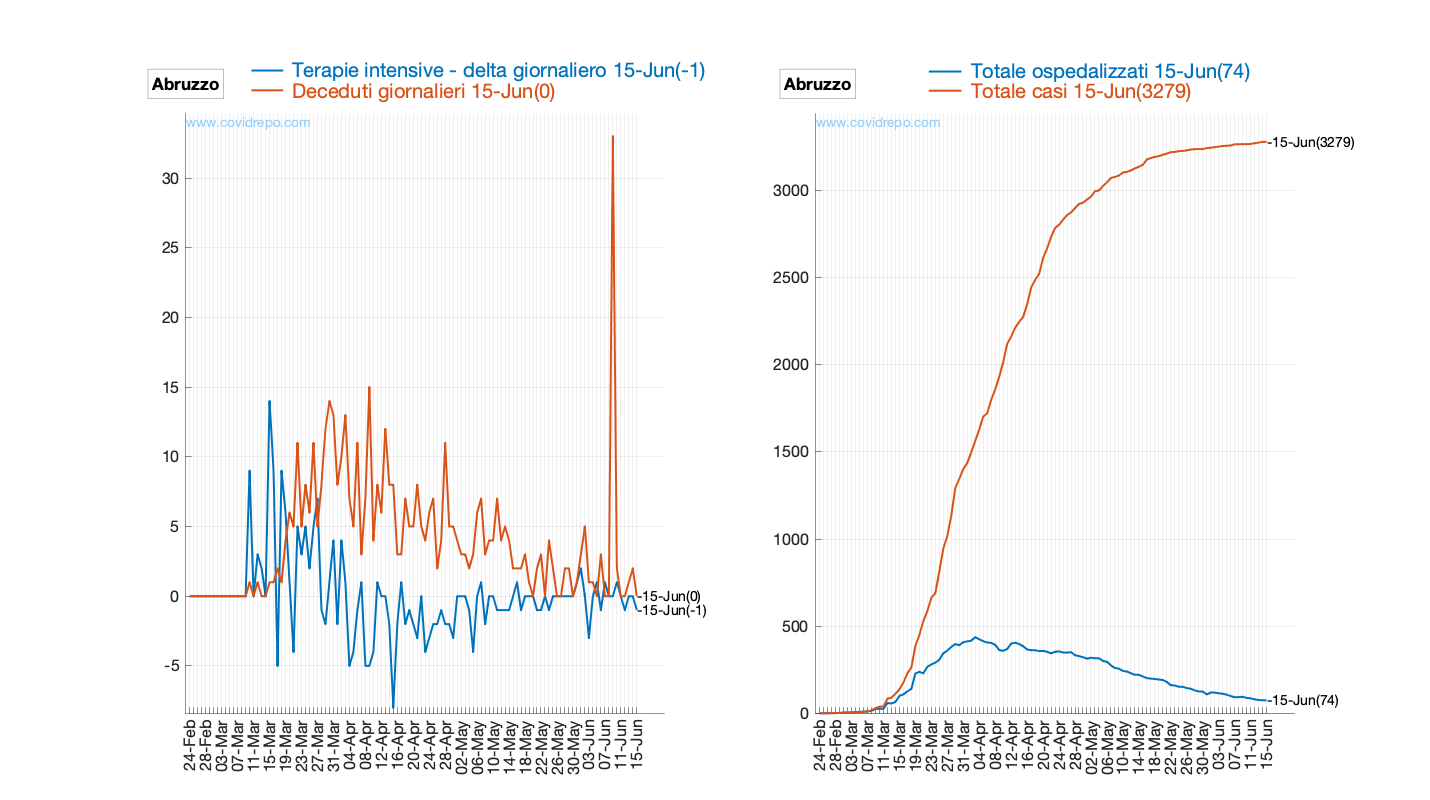 Abruzzo
Terapie intensive - delta giornaliero 15-Jun(-1)
Deceduti giornalieri 15-Jun(0)
www.covidrepo.com
30
25
20
15
10
5
0
-5
-15-Jun(0)
-15-Jun(-1)
24-Feb
28-Feb
03-Mar
07-Mar
11-Mar
15-Mar
19-Mar
23-Mar
27-Mar
31-Mar
04-Apr
08-Apr
12-Apr
16-Apr
20-Apr
24-Apr
28-Apr
02-May
06-May
10-May
14-May
18-May
22-May
26-May
30-May
03-Jun
07-Jun
11-Jun
15-Jun
Abruzzo
Totale ospedalizzati 15-Jun(74)
Totale casi 15-Jun(3279)
www.covidrepo.com
-15-Jun(3279)
3000
2500
2000
1500
1000
500
0
-15-Jun(74)
24-Feb
28-Feb
03-Mar
07-Mar
11-Mar
15-Mar
19-Mar
23-Mar
27-Mar
31-Mar
04-Apr
08-Apr
12-Apr
16-Apr
20-Apr
24-Apr
28-Apr
02-May
06-May
10-May
14-May
18-May
22-May
26-May
30-May
03-Jun
07-Jun
11-Jun
15-Jun